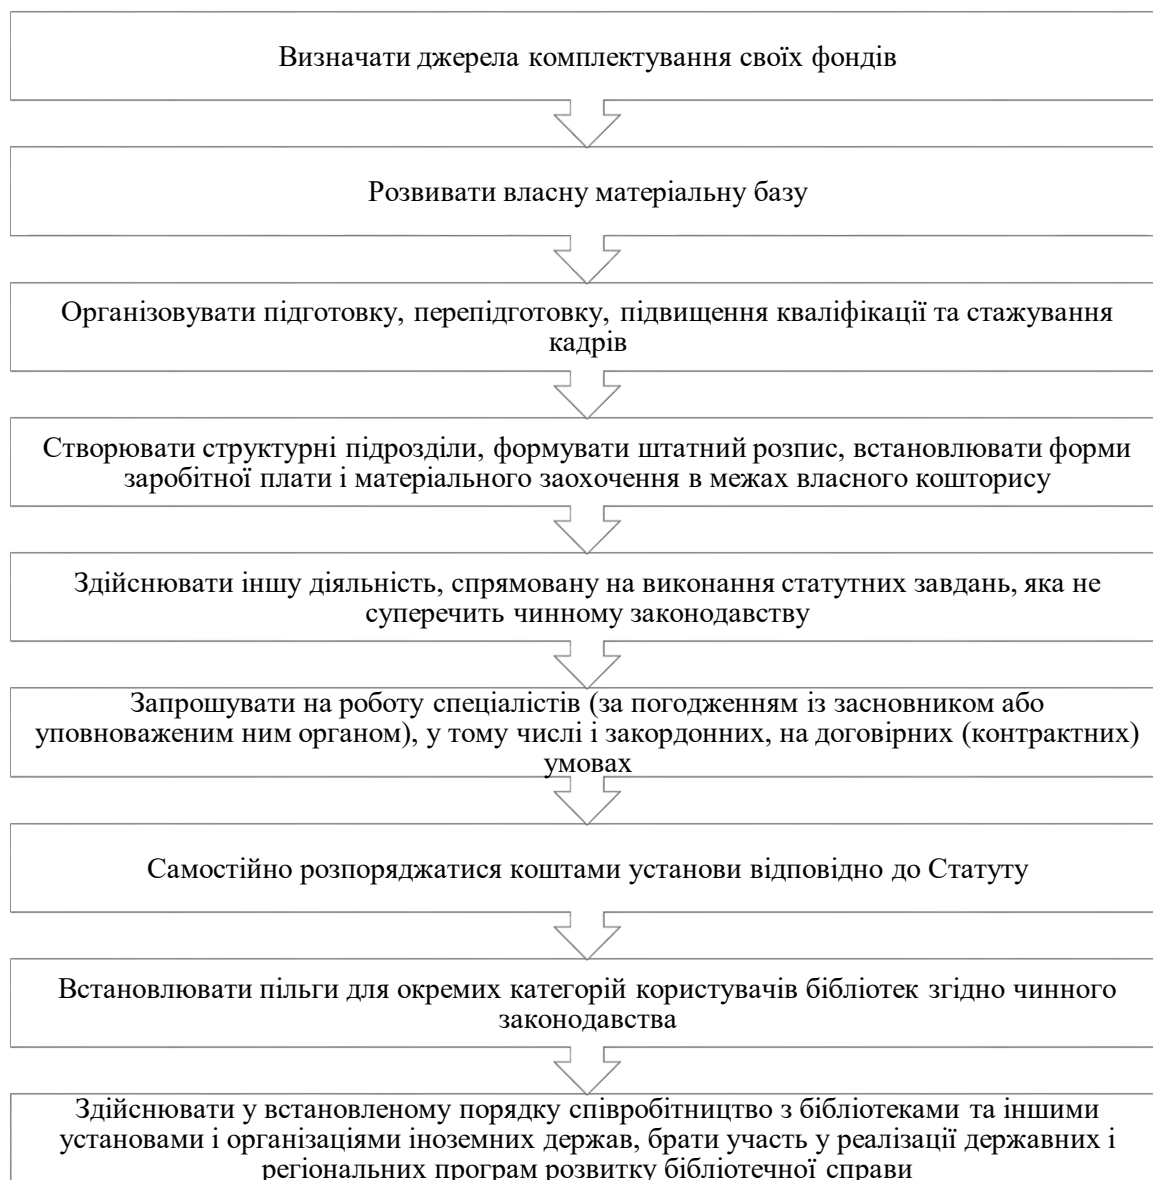 Визначати джерела комплектування своїх фондів
Розвивати власну матеріальну базу
Організовувати підготовку, перепідготовку, підвищення кваліфікації та стажування
кадрів
Створювати структурні підрозділи, формувати штатний розпис, встановлювати форми
заробітної плати і матеріального заохочення в межах власного кошторису
Здійснювати іншу діяльність, спрямовану на виконання статутних завдань, яка не
суперечить чинному законодавству
Запрошувати на роботу спеціалістів (за погодженням із засновником або
уповноваженим ним органом), у тому числі і закордонних, на договірних (контрактних)
умовах
Самостійно розпоряджатися коштами установи відповідно до Статуту
Встановлювати пільги для окремих категорій користувачів бібліотек згідно чинного
законодавства
Здійснювати у встановленому порядку співробітництво з бібліотеками та іншими
установами і організаціями іноземних держав, брати участь у реалізації державних і
регіональних програм розвитку бібліотечної справи